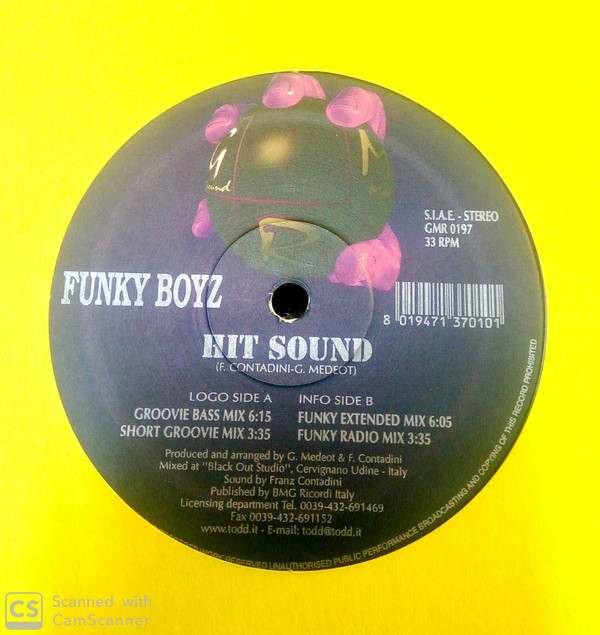 G M
Sound
R
S.I.A.E. - STEREO
GMR 0197
33 RPM
FUNKY BOYZ
8 019471 370101
HIT SOUND
(F. CONTADINI-G. MEDEOT)
LOGO SIDE A INFO SIDE B
GROOVIE BASS MIX 6:15 FUNKY EXTENDED MIX 6:05
SHORT GROOVIE MIX 3:35 FUNKY RADIO MIX 3:35
Produced and arranged by G. Medeot & F. Contadini
Mixed at "Black Out Studio", Cervignano Udine - Italy
Sound by Franz Contadini
Published by BMG Ricordi Italy
Licensing department Tel. 0039-432-691469
Fax 0039-432-691152
www.todd.it - E-mail: todd@todd.it
WORK RESERVED UNAUTHORISED PUBLIC PERFORMANCE BROADCASTING AND COPYING OF THIS RECORD PROHIBITED
CS Scanned with
CamScanner